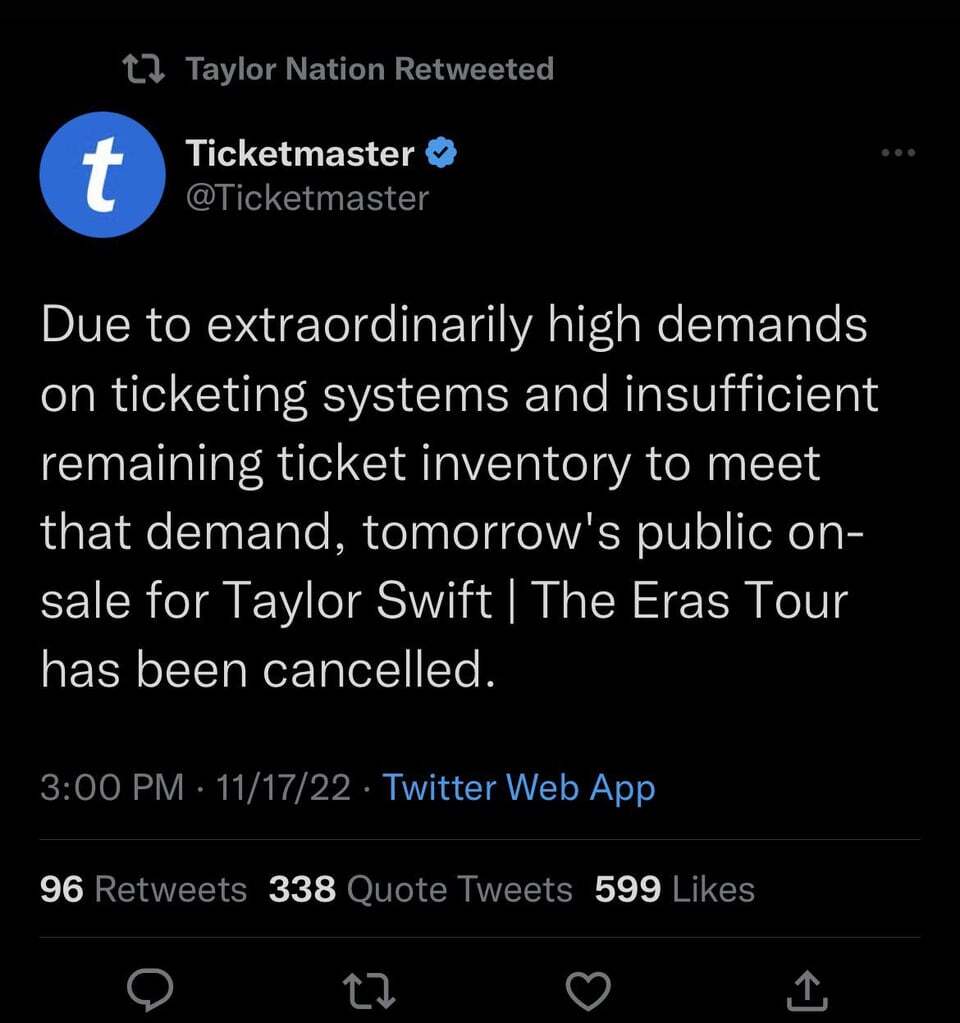 Taylor Nation Retweeted
t
Ticketmaster
@Ticketmaster
Due to extraordinarily high demands
on ticketing systems and insufficient
remaining ticket inventory to meet
that demand, tomorrow's public on-
sale for Taylor Swift | The Eras Tour
has been cancelled.
3:00 PM · 11/17/22 · Twitter Web App
96 Retweets 338 Quote Tweets 599 Likes